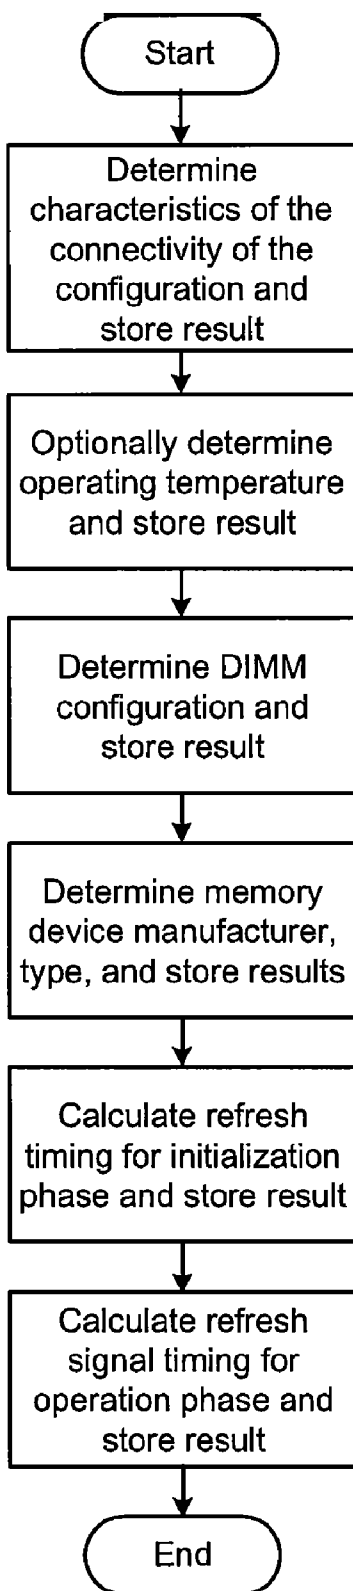 Start
Determine
characteristics of the
connectivity of the
configuration and
store result
Optionally determine
operating temperature
and store result
Determine DIMM
configuration and
store result
Determine memory
device manufacturer,
type, and store results
Calculate refresh
timing for initialization
phase and store result
Calculate refresh
signal timing for
operation phase and
store result
End